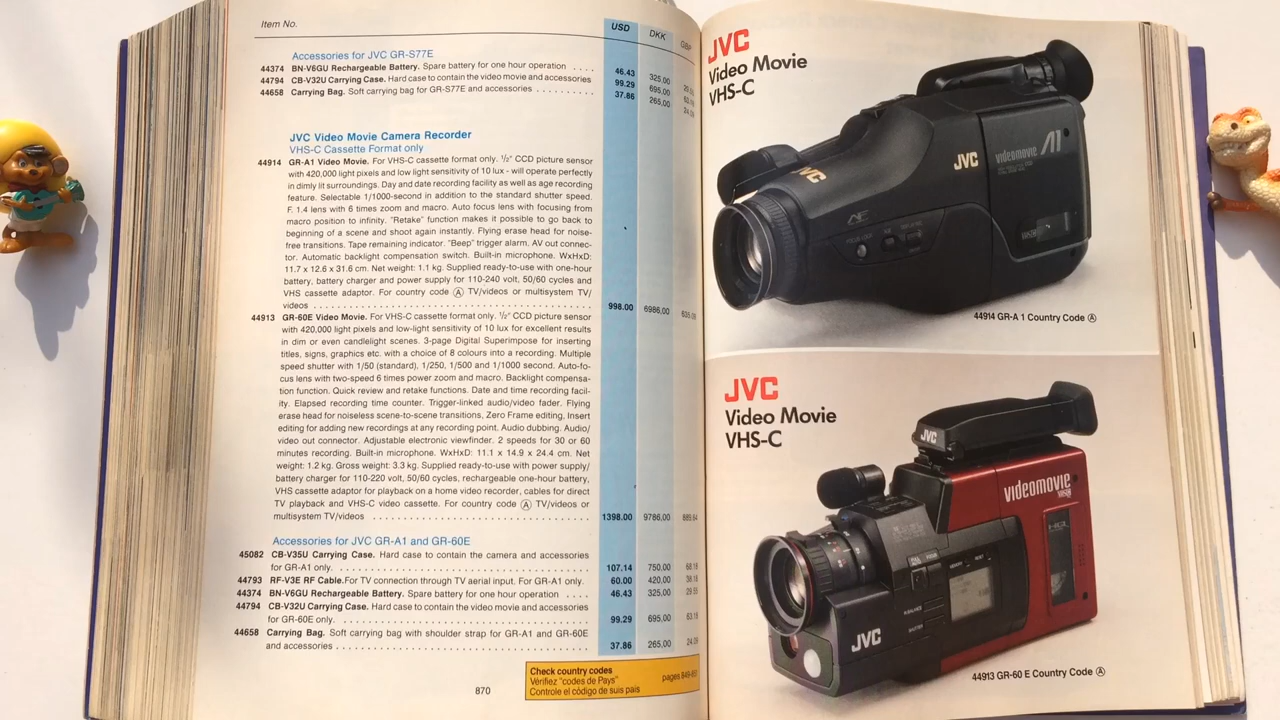 Item No.
USD DKK GBP
Accessories for JVC GR-S77E
44374 BN-V6GU Rechargeable Battery. Spare battery for one hour operation . . . . 46.43 325,00
44794 CB-V32U Carrying Case. Hard case to contain the video movie and accessories 99.29 695,00
44658 Carrying Bag. Soft carrying bag for GR-S77E and accessories . . . . . . . . . . 37.86 265,00
JVC Video Movie Camera Recorder
VHS-C Cassette Format only
44914 GR-A1 Video Movie. For VHS-C cassette format only. 1/2" CCD picture sensor
with 420,000 light pixels and low light sensitivity of 10 lux - will operate perfectly
in dimly lit surroundings. Day and date recording facility as well as age recording
feature. Selectable 1/1000-second in addition to the standard shutter speed.
F. 1.4 lens with 6 times zoom and macro. Auto focus lens with focusing from
macro position to infinity. "Retake" function makes it possible to go back to
beginning of a scene and shoot again instantly. Flying erase head for noise-
free transitions. Tape remaining indicator. "Beep" trigger alarm. AV out connec-
tor. Automatic backlight compensation switch. Built-in microphone. WxHxD:
11.7 x 12.6 x 31.6 cm. Net weight: 1.1 kg. Supplied ready-to-use with one-hour
battery, battery charger and power supply for 110-240 volt, 50/60 cycles and
VHS cassette adaptor. For country code Ⓐ TV/videos or multisystem TV/
videos . . . . . . . . . . 998.00 6986,00
44913 GR-60E Video Movie. For VHS-C cassette format only. 1/2" CCD picture sensor
with 420,000 light pixels and low-light sensitivity of 10 lux for excellent results
in dim or even candlelight scenes. 3-page Digital Superimpose for inserting
titles, signs, graphics etc. with a choice of 8 colours into a recording. Multiple
speed shutter with 1/50 (standard), 1/250, 1/500 and 1/1000 second. Auto-fo-
cus lens with two-speed 6 times power zoom and macro. Backlight compensa-
tion function. Quick review and retake functions. Date and time recording facil-
ity. Elapsed recording time counter. Trigger-linked audio/video fader. Flying
erase head for noiseless scene-to-scene transitions, Zero Frame editing, Insert
editing for adding new recordings at any recording point. Audio dubbing. Audio/
video out connector. Adjustable electronic viewfinder. 2 speeds for 30 or 60
minutes recording. Built-in microphone. WxHxD: 11.1 x 14.9 x 24.4 cm. Net
weight: 1.2 kg. Gross weight: 3.3 kg. Supplied ready-to-use with power supply/
battery charger for 110-220 volt, 50/60 cycles, rechargeable one-hour battery,
VHS cassette adaptor for playback on a home video recorder, cables for direct
TV playback and VHS-C video cassette. For country code Ⓐ TV/videos or
multisystem TV/videos . . . . . . . . . . 1398.00 9786,00 889.64
Accessories for JVC GR-A1 and GR-60E
45082 CB-V35U Carrying Case. Hard case to contain the camera and accessories
for GR-A1 only. . . . . . . . . . . 107.14 750,00 68.18
44793 RF-V3E RF Cable.For TV connection through TV aerial input. For GR-A1 only. 60.00 420,00 38.18
44374 BN-V6GU Rechargeable Battery. Spare battery for one hour operation . . . . 46.43 325,00 29.55
44794 CB-V32U Carrying Case. Hard case to contain the video movie and accessories
for GR-60E only. . . . . . . . . . . 99.29 695,00 63.18
44658 Carrying Bag. Soft carrying bag with shoulder strap for GR-A1 and GR-60E
and accessories . . . . . . . . . . 37.86 265,00 24.09
Check country codes
Vérifiez "codes de Pays"
Controle el código de suis pais
pages
870
JVC
Video Movie
VHS-C
JVC
videomovie A1
JVC
AF
FOCUS
44914 GR-A 1 Country Code Ⓐ
JVC
Video Movie
VHS-C
JVC
videomovie
JVC
44913 GR-60 E Country Code Ⓐ